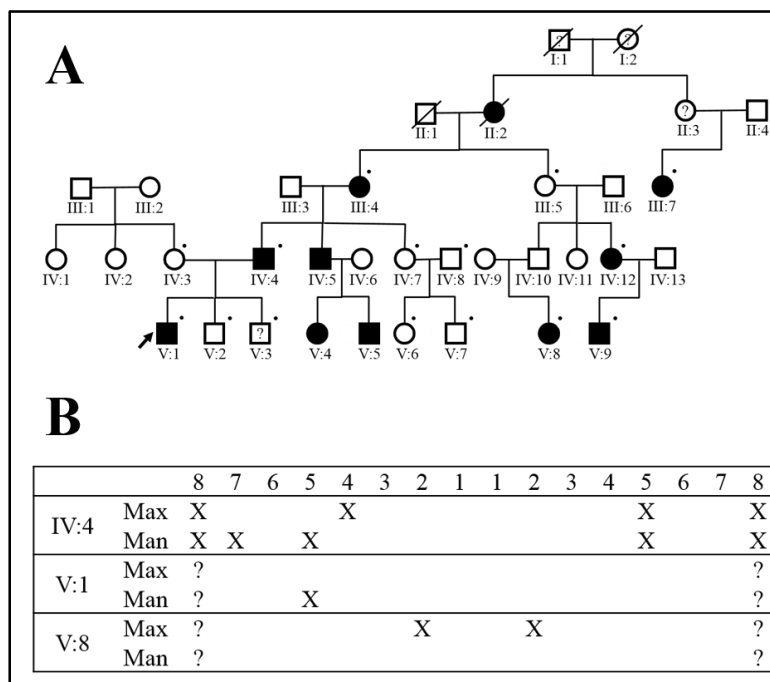 A
? ?
I:1 I:2
?
II:1 II:2 II:3 II:4
III:1 III:2 III:3 III:4 III:5 III:6 III:7
IV:1 IV:2 IV:3 IV:4 IV:5 IV:6 IV:7 IV:8 IV:9 IV:10 IV:11 IV:12 IV:13
?
V:1 V:2 V:3 V:4 V:5 V:6 V:7 V:8 V:9
B
8 7 6 5 4 3 2 1 1 2 3 4 5 6 7 8
IV:4 Max X X X X
Man X X X X X
V:1 Max ? ?
Man ? X ?
V:8 Max ? X X ?
Man ? ?